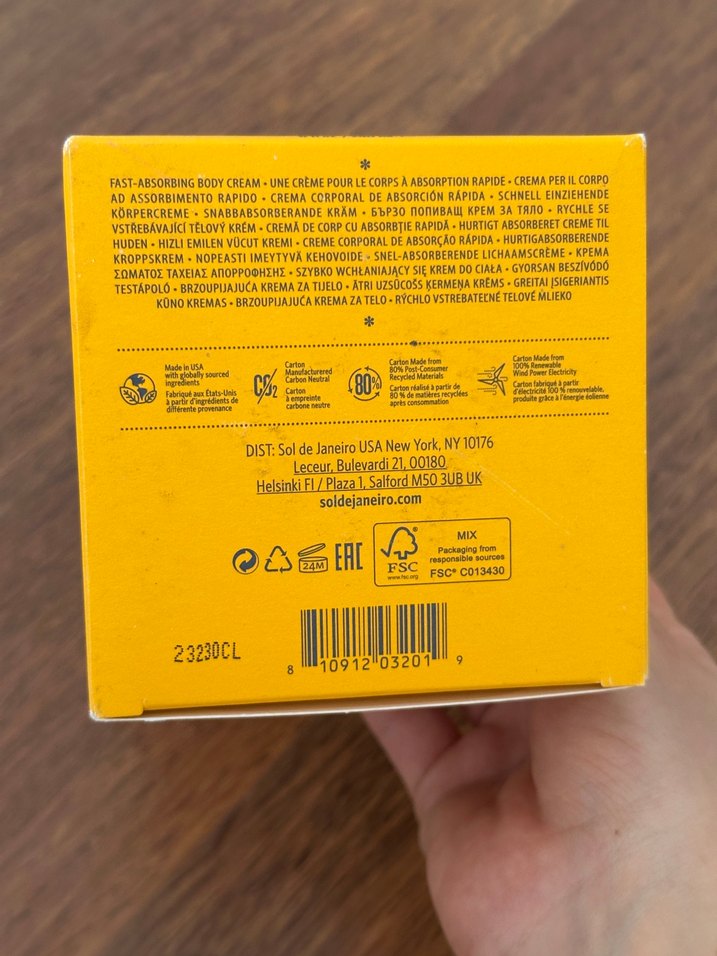 *
FAST-ABSORBING BODY CREAM • UNE CRÈME POUR LE CORPS À ABSORPTION RAPIDE • CREMA PER IL CORPO
AD ASSORBIMENTO RAPIDO • CREMA CORPORAL DE ABSORCIÓN RÁPIDA • SCHNELL EINZIEHENDE
KÖRPERCREME • SNABBABSORBERANDE KRÄM • БЪРЗО ПОПИВАЩ КРЕМ ЗА ТЯЛО • RYCHLE SE
VSTŘEBÁVAJÍCÍ TĚLOVÝ KRÉM • CREMĂ DE CORP CU ABSORBȚIE RAPIDĂ • HURTIGT ABSORBERET CREME TIL
HUDEN • HIZLI EMILEN VÜCUT KREMI • CREME CORPORAL DE ABSORÇÃO RÁPIDA • HURTIGABSORBERENDE
KROPPSKREM • NOPEASTI IMEYTYVÄ KEHOVOIDE • SNEL-ABSORBERENDE LICHAAMSCRÈME • ΚΡΕΜΑ
ΣΩΜΑΤΟΣ ΤΑΧΕΙΑΣ ΑΠΟΡΡΟΦΗΣΗΣ • SZYBKO WCHŁANIAJĄCY SIĘ KREM DO CIAŁA • GYORSAN BESZÍVÓDÓ
TESTÁPOLÓ • BRZOUPIJAJUĆA KREMA ZA TIJELO • ĀTRI UZSŪCOŠS ĶERMEŅA KRĒMS • GREITAI ĮSIGERIANTIS
KŪNO KREMAS • BRZOUPIJAJUĆA KREMA ZA TELO • RÝCHLO VSTREBATEĽNÉ TELOVÉ MLIEKO
*
Made in USA
with globally sourced
ingredients
Fabriqué aux États-Unis
à partir d'ingrédients de
différente provenance
CO2
Carton
Manufacturered
Carbon Neutral
Carton
à empreinte
carbone neutre
80%
Carton Made from
80% Post-Consumer
Recycled Materials
Carton réalisé à partir de
80 % de matières recyclées
après consommation
Carton Made from
100% Renewable
Wind Power Electricity
Carton fabriqué à partir
d'électricité 100 % renouvelable,
produite grâce à l'énergie éolienne
DIST: Sol de Janeiro USA New York, NY 10176
Leceur, Bulevardi 21, 00180
Helsinki FI / Plaza 1, Salford M50 3UB UK
soldejaneiro.com
24M
EAC
FSC
www.fsc.org
MIX
Packaging from
responsible sources
FSC® C013430
23230CL
8 10912 03201 9